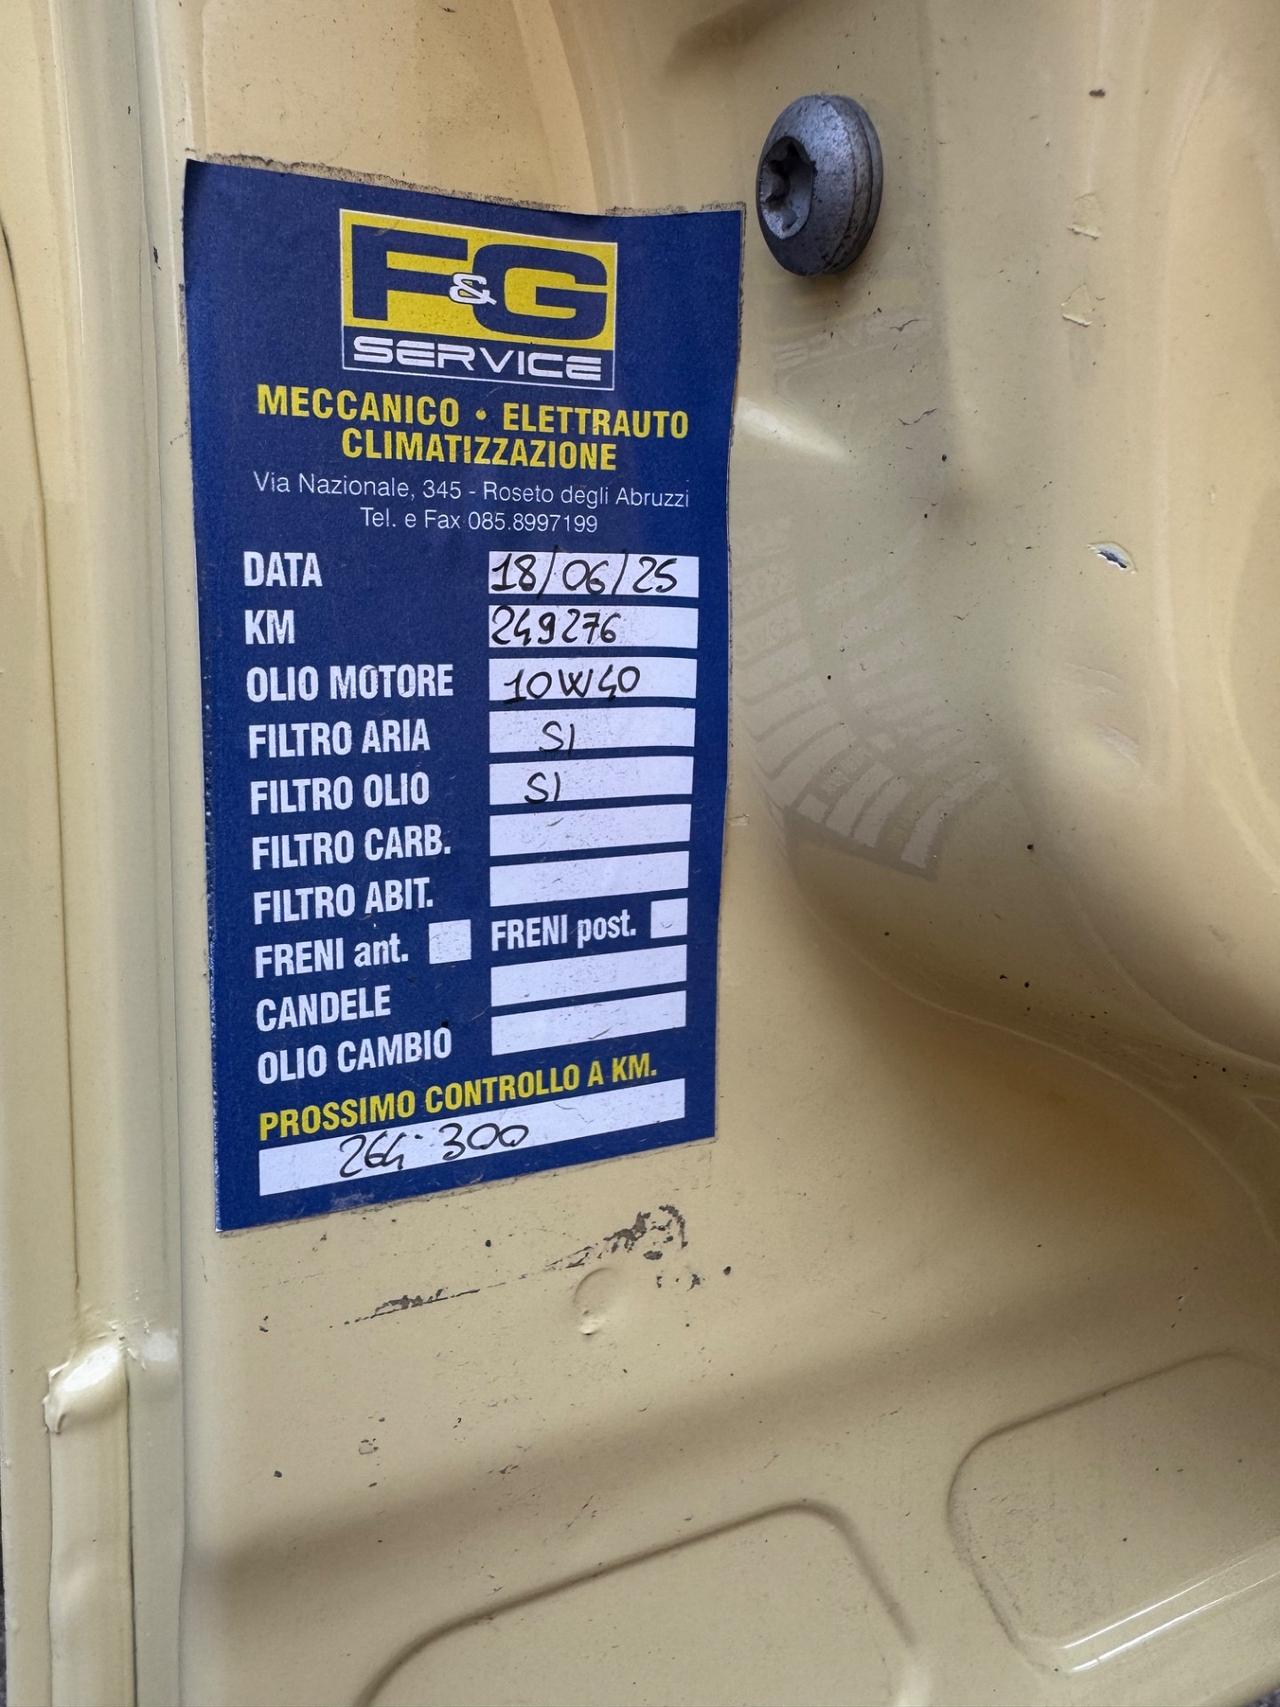 F&G
SERVICE
MECCANICO • ELETTRAUTO
CLIMATIZZAZIONE
Via Nazionale, 345 - Roseto degli Abruzzi
Tel. e Fax 085.8997199
DATA 18/06/25
KM 249276
OLIO MOTORE 10W40
FILTRO ARIA SI
FILTRO OLIO SI
FILTRO CARB.
FILTRO ABIT.
FRENI ant. FRENI post.
CANDELE
OLIO CAMBIO
PROSSIMO CONTROLLO A KM.
264.300